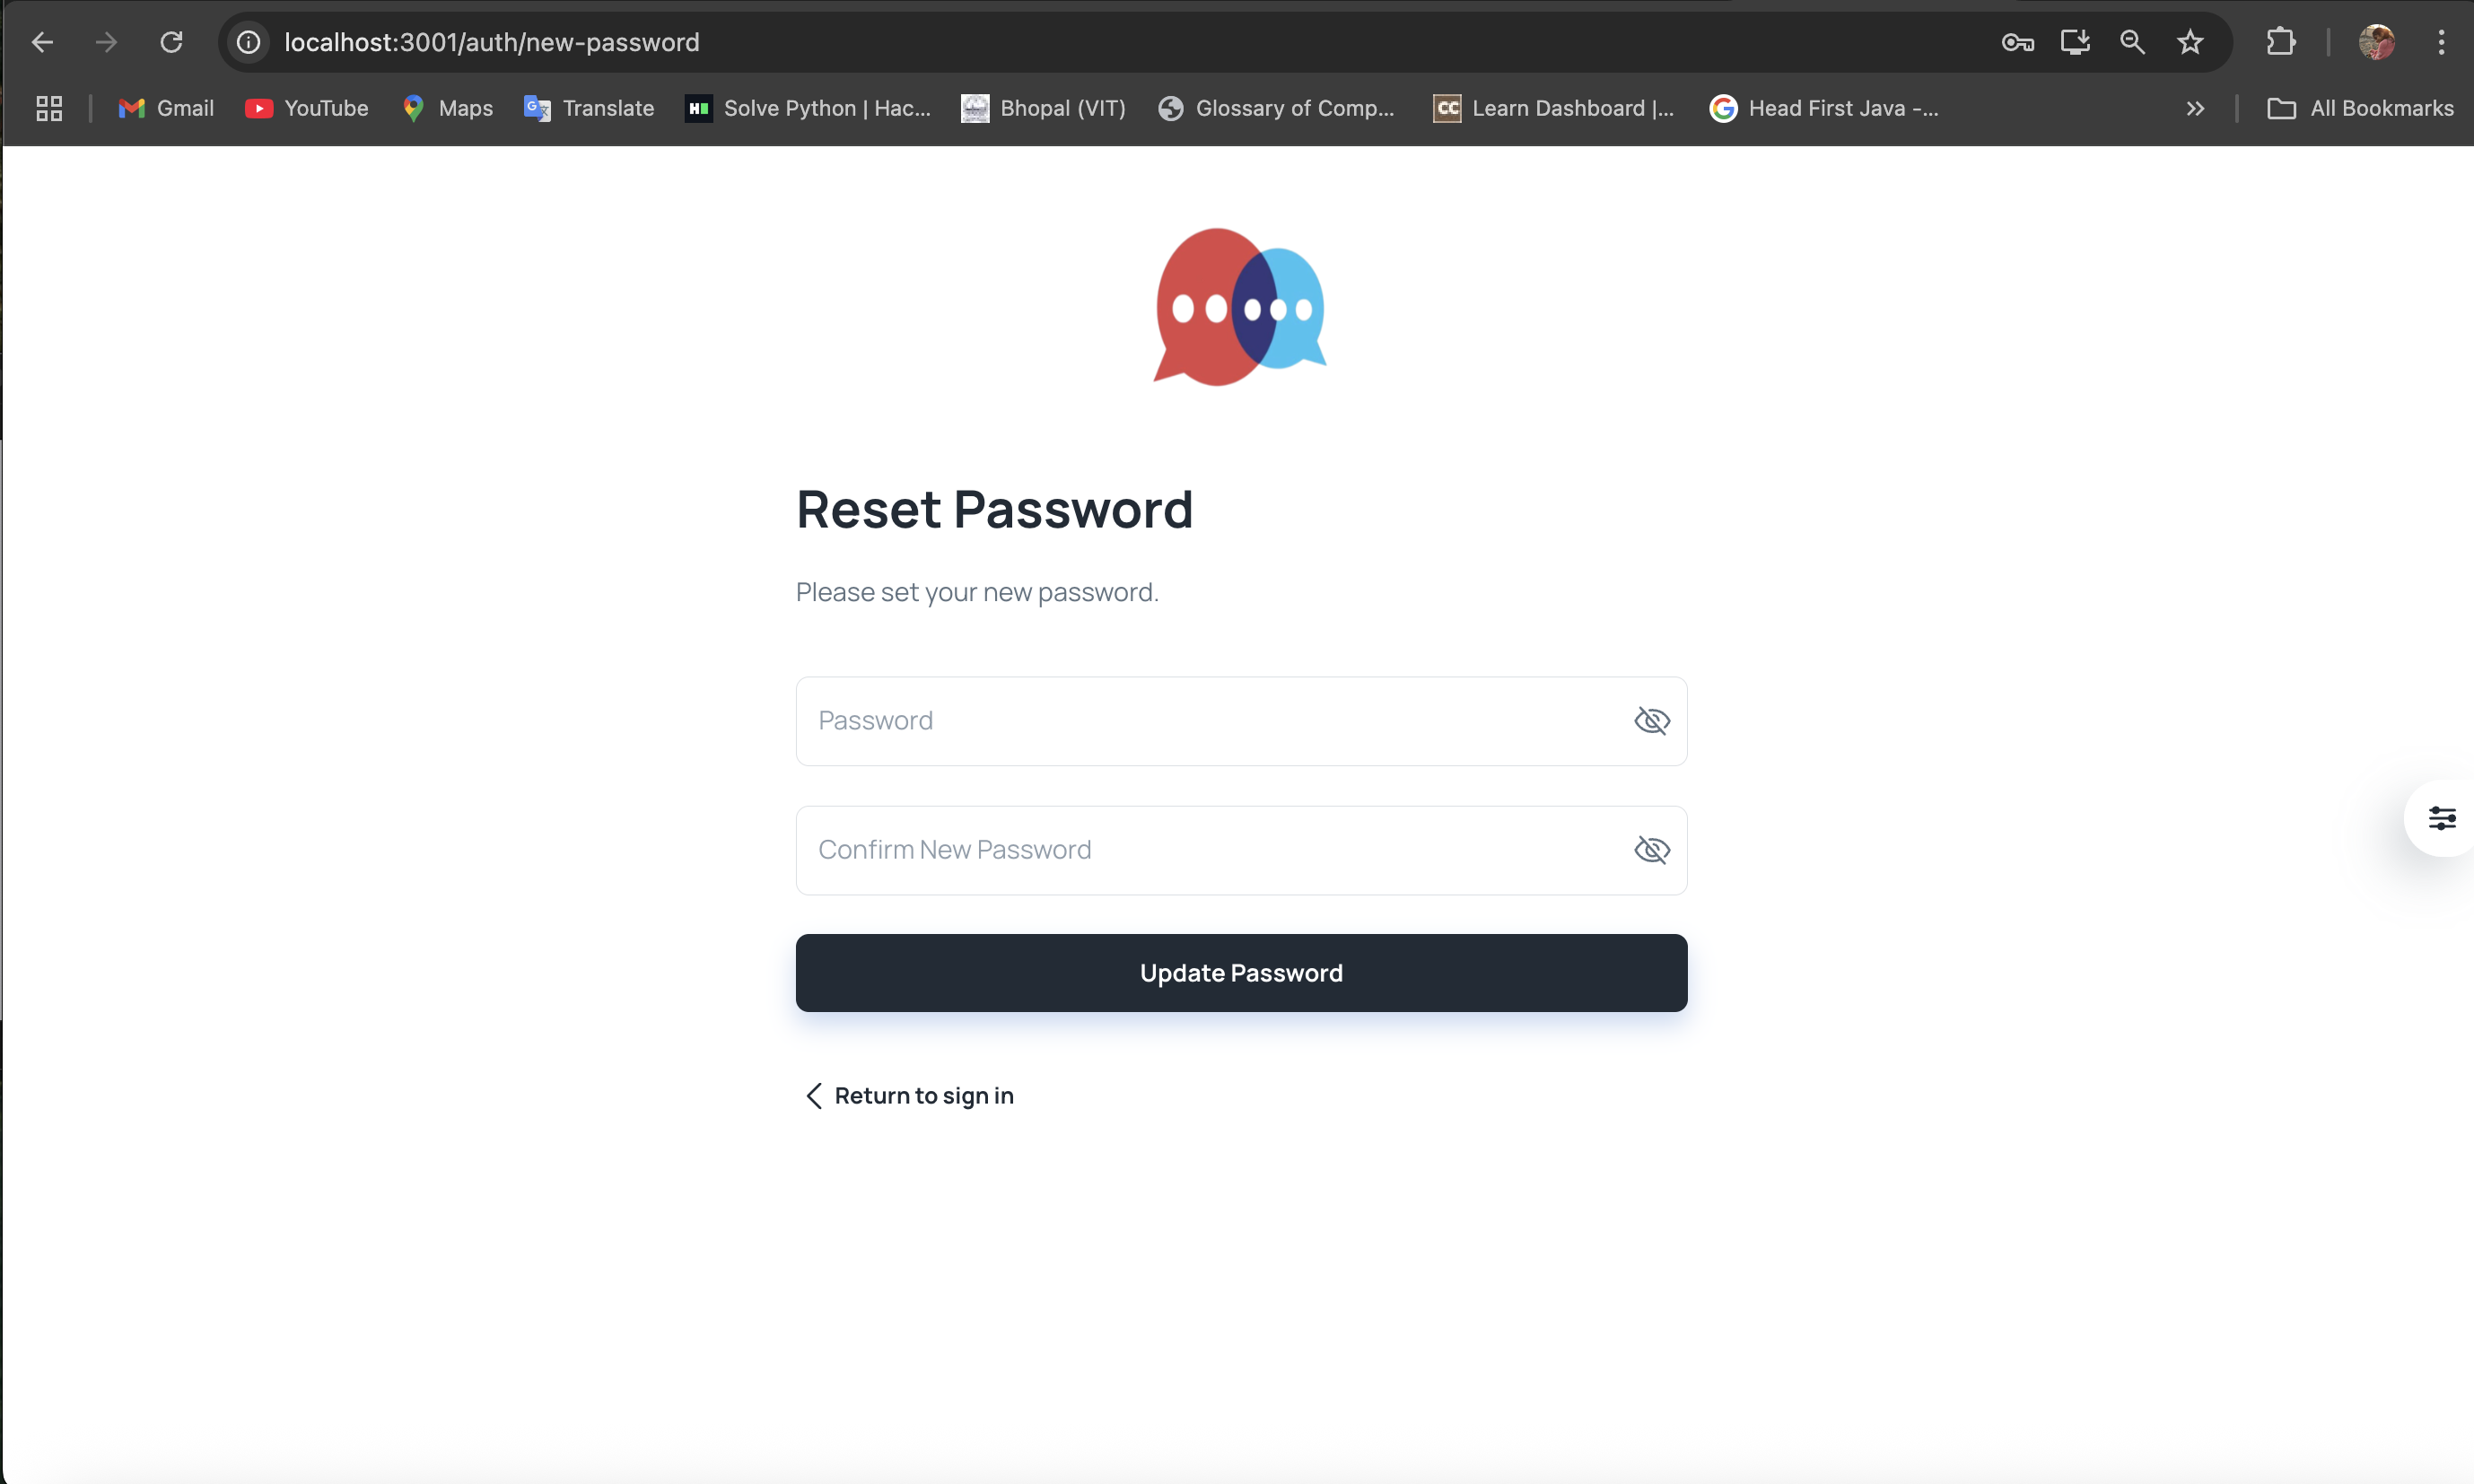 localhost:3001/auth/new-password
Gmail YouTube Maps Translate Solve Python | Hac... Bhopal (VIT) Glossary of Comp... Learn Dashboard |... Head First Java -... All Bookmarks
Reset Password
Please set your new password.
Password
Confirm New Password
Update Password
Return to sign in